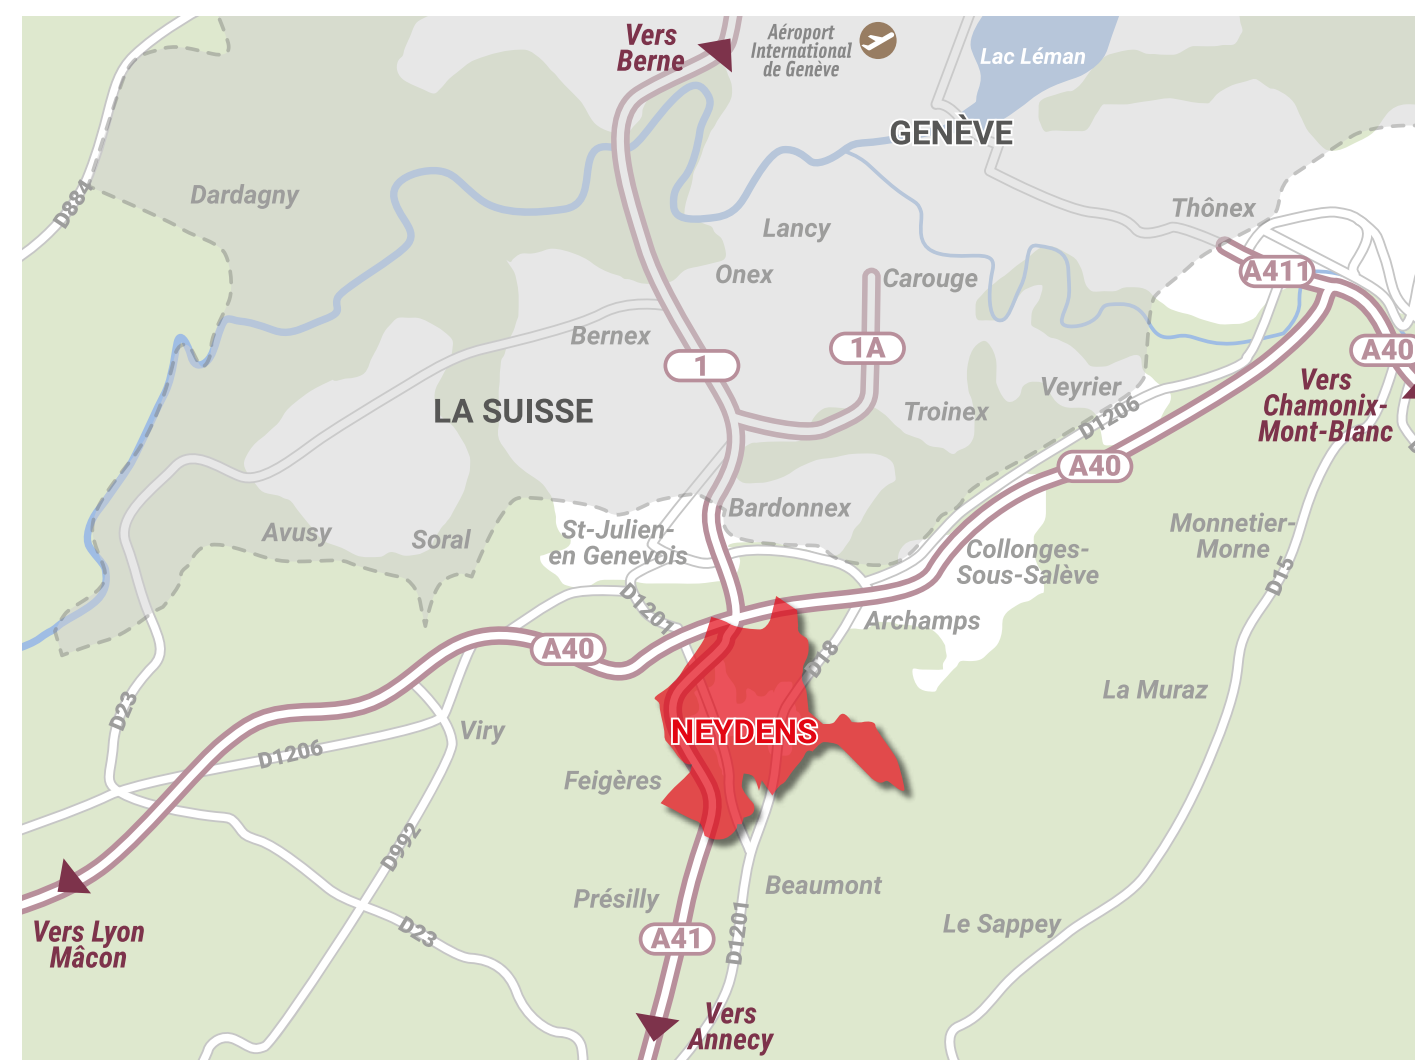 Vers
Berne
Aéroport
International
de Genève
Lac Léman
GENÈVE
Dardagny
D884
Thônex
Lancy
Onex
Carouge
A411
Bernex
1
1A
A40
Vers
Chamonix-
Mont-Blanc
Veyrier
LA SUISSE
Troinex
D1206
A40
Bardonnex
Avusy
Soral
St-Julien-
en Genevois
Monnetier-
Morne
Collonges-
Sous-Salève
D15
D1201
Archamps
A40
D18
La Muraz
D23
Viry
NEYDENS
D1206
Feigères
D992
Présilly
Beaumont
Le Sappey
D23
Vers Lyon
Mâcon
A41
D1201
Vers
Annecy